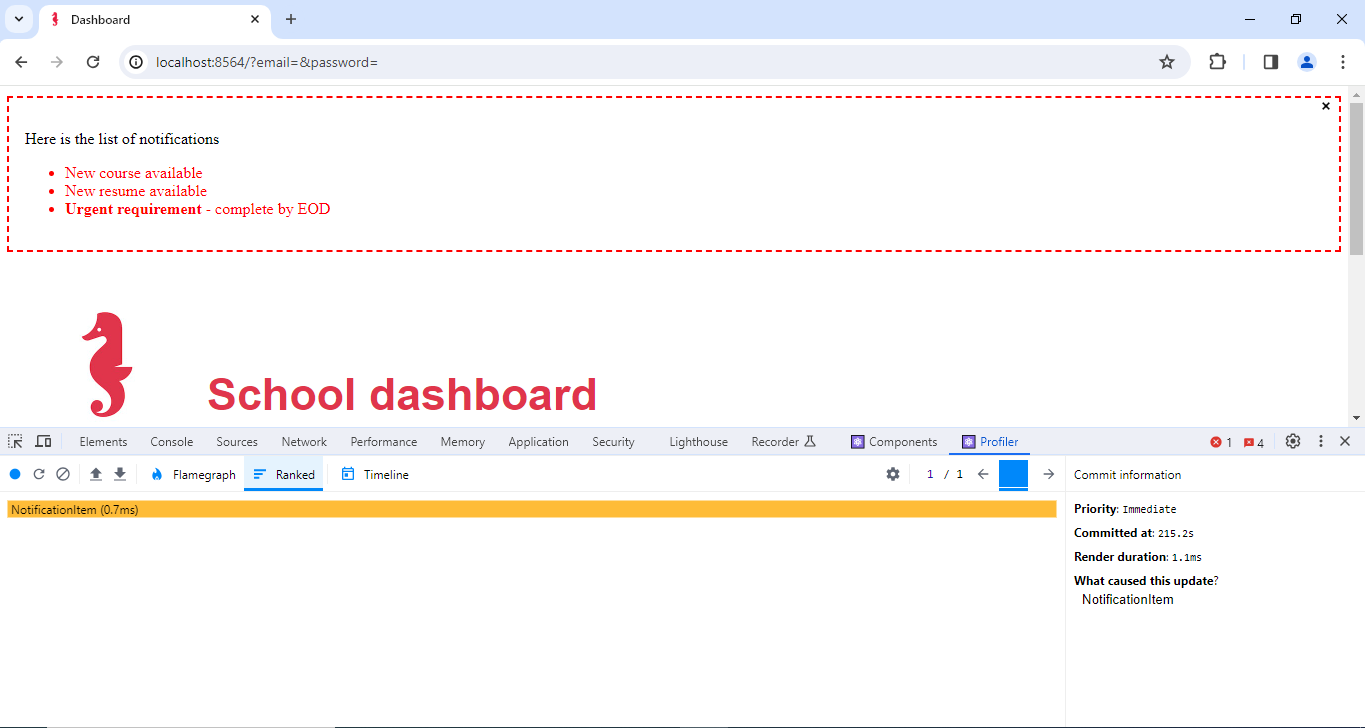 Dashboard
localhost:8564/?email=&password=
Here is the list of notifications
• New course available
• New resume available
• Urgent requirement - complete by EOD
School dashboard
Elements Console Sources Network Performance Memory Application Security Lighthouse Recorder Components Profiler 1 4
Flamegraph Ranked Timeline 1 / 1 Commit information
NotificationItem (0.7ms)
Priority: Immediate
Committed at: 215.2s
Render duration: 1.1ms
What caused this update?
NotificationItem